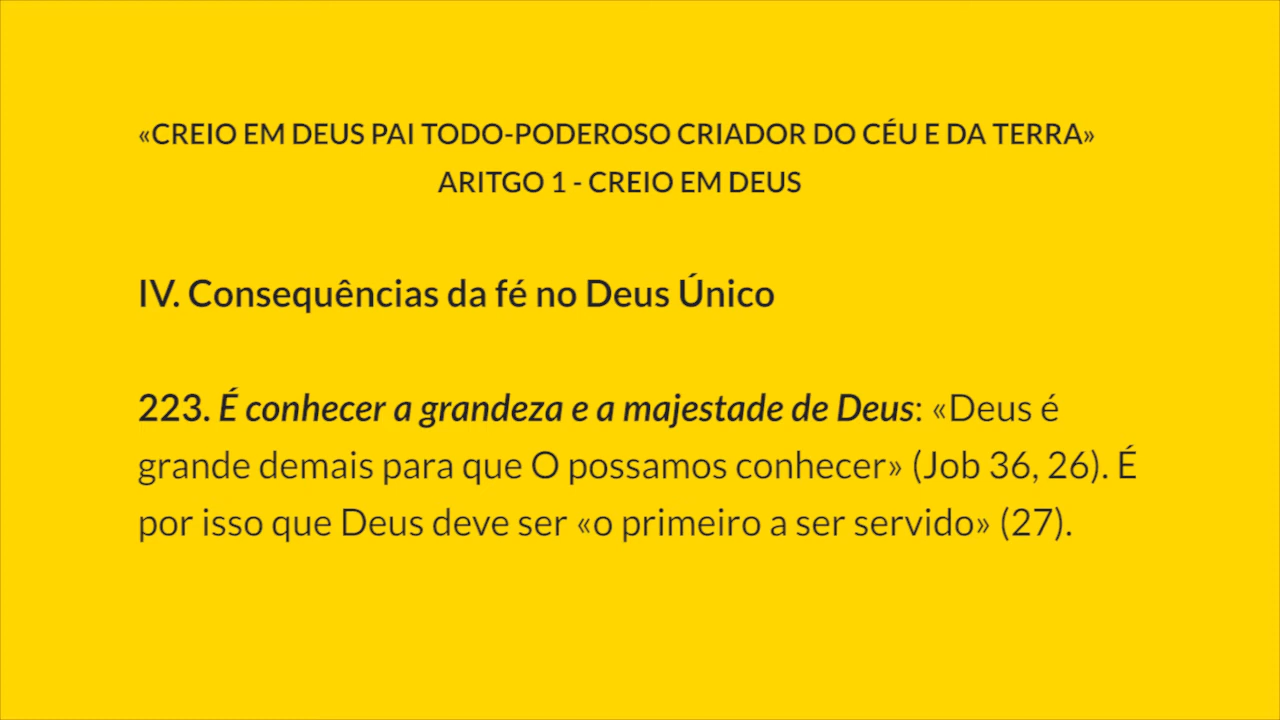 «CREIO EM DEUS PAI TODO-PODEROSO CRIADOR DO CÉU E DA TERRA»
ARITGO 1 - CREIO EM DEUS
IV. Consequências da fé no Deus Único
223. É conhecer a grandeza e a majestade de Deus: «Deus é
grande demais para que O possamos conhecer» (Job 36, 26). É
por isso que Deus deve ser «o primeiro a ser servido» (27).